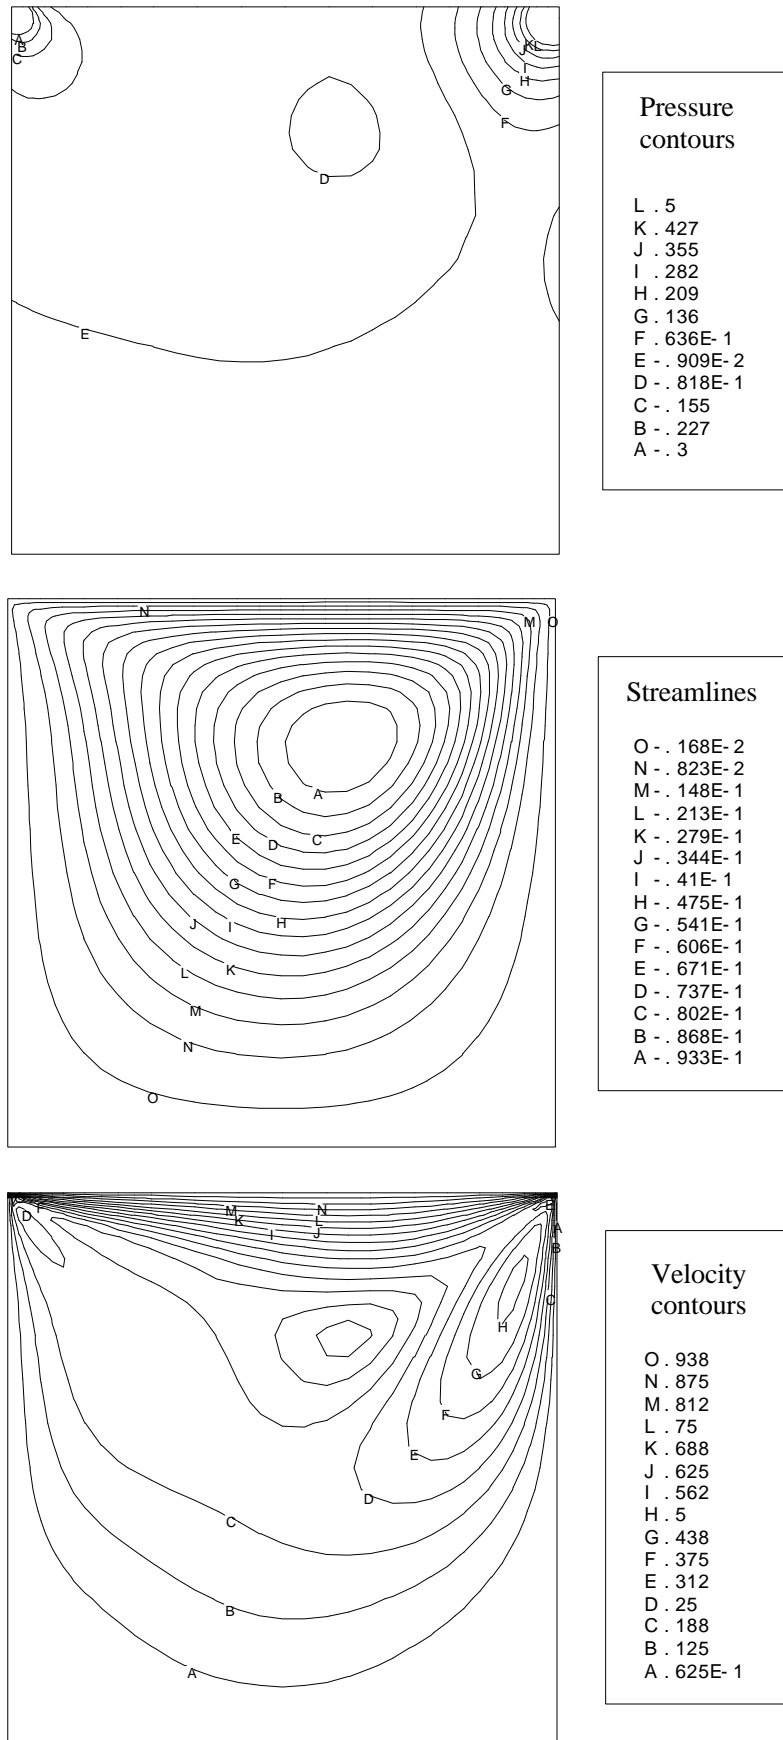 A
B
C
D
E
F
G
H
I
J
KL
Pressure
contours
L . 5
K . 427
J . 355
I . 282
H . 209
G . 136
F . 636E- 1
E - . 909E- 2
D - . 818E- 1
C - . 155
B - . 227
A - . 3
N
M O
B A
E D C
G F
J I H
L K
M
N
O
Streamlines
O - . 168E- 2
N - . 823E- 2
M - . 148E- 1
L - . 213E- 1
K - . 279E- 1
J - . 344E- 1
I - . 41E- 1
H - . 475E- 1
G - . 541E- 1
F - . 606E- 1
E - . 671E- 1
D - . 737E- 1
C - . 802E- 1
B - . 868E- 1
A - . 933E- 1
F
D
M N
K L
I J
E
A
B
C
H
G
F
E
D
C
B
A
Velocity
contours
O . 938
N . 875
M . 812
L . 75
K . 688
J . 625
I . 562
H . 5
G . 438
F . 375
E . 312
D . 25
C . 188
B . 125
A . 625E- 1